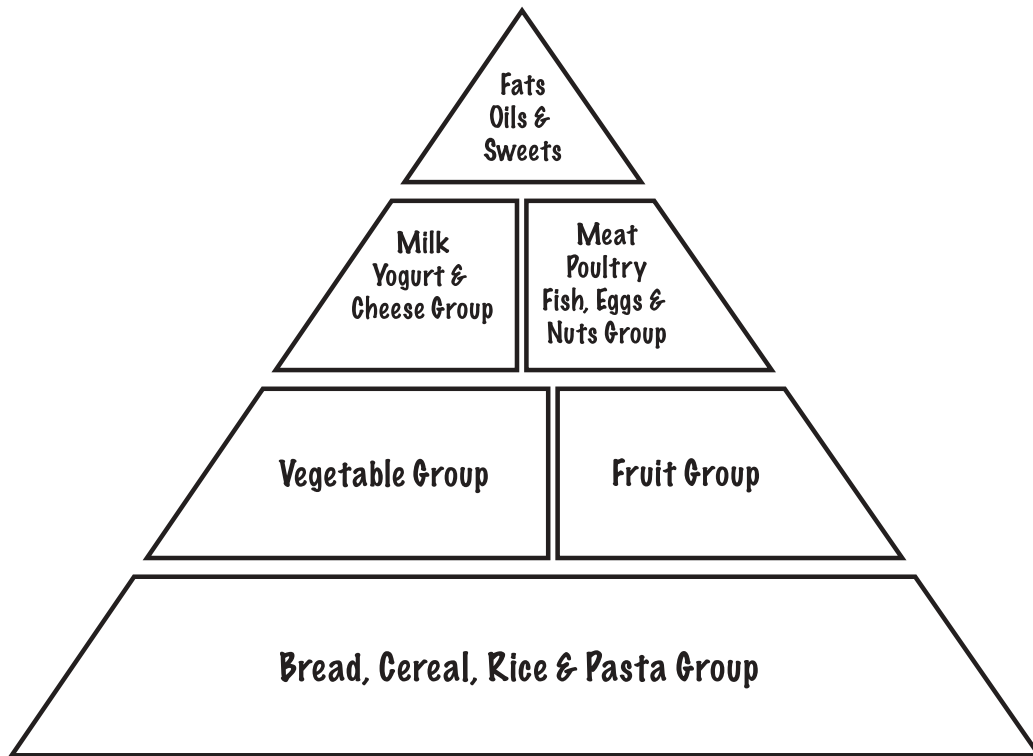 Fats
Oils &
Sweets
Milk
Yogurt &
Cheese Group
Meat
Poultry
Fish, Eggs &
Nuts Group
Vegetable Group
Fruit Group
Bread, Cereal, Rice & Pasta Group